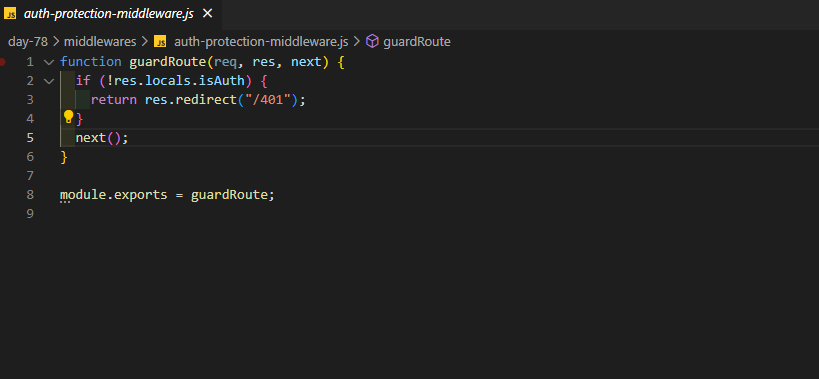 JS auth-protection-middleware.js ×
day-78 > middlewares > JS auth-protection-middleware.js > guardRoute
1 function guardRoute(req, res, next) {
2   if (!res.locals.isAuth) {
3     return res.redirect("/401");
4   }
5   next();
6 }
7
8 module.exports = guardRoute;
9